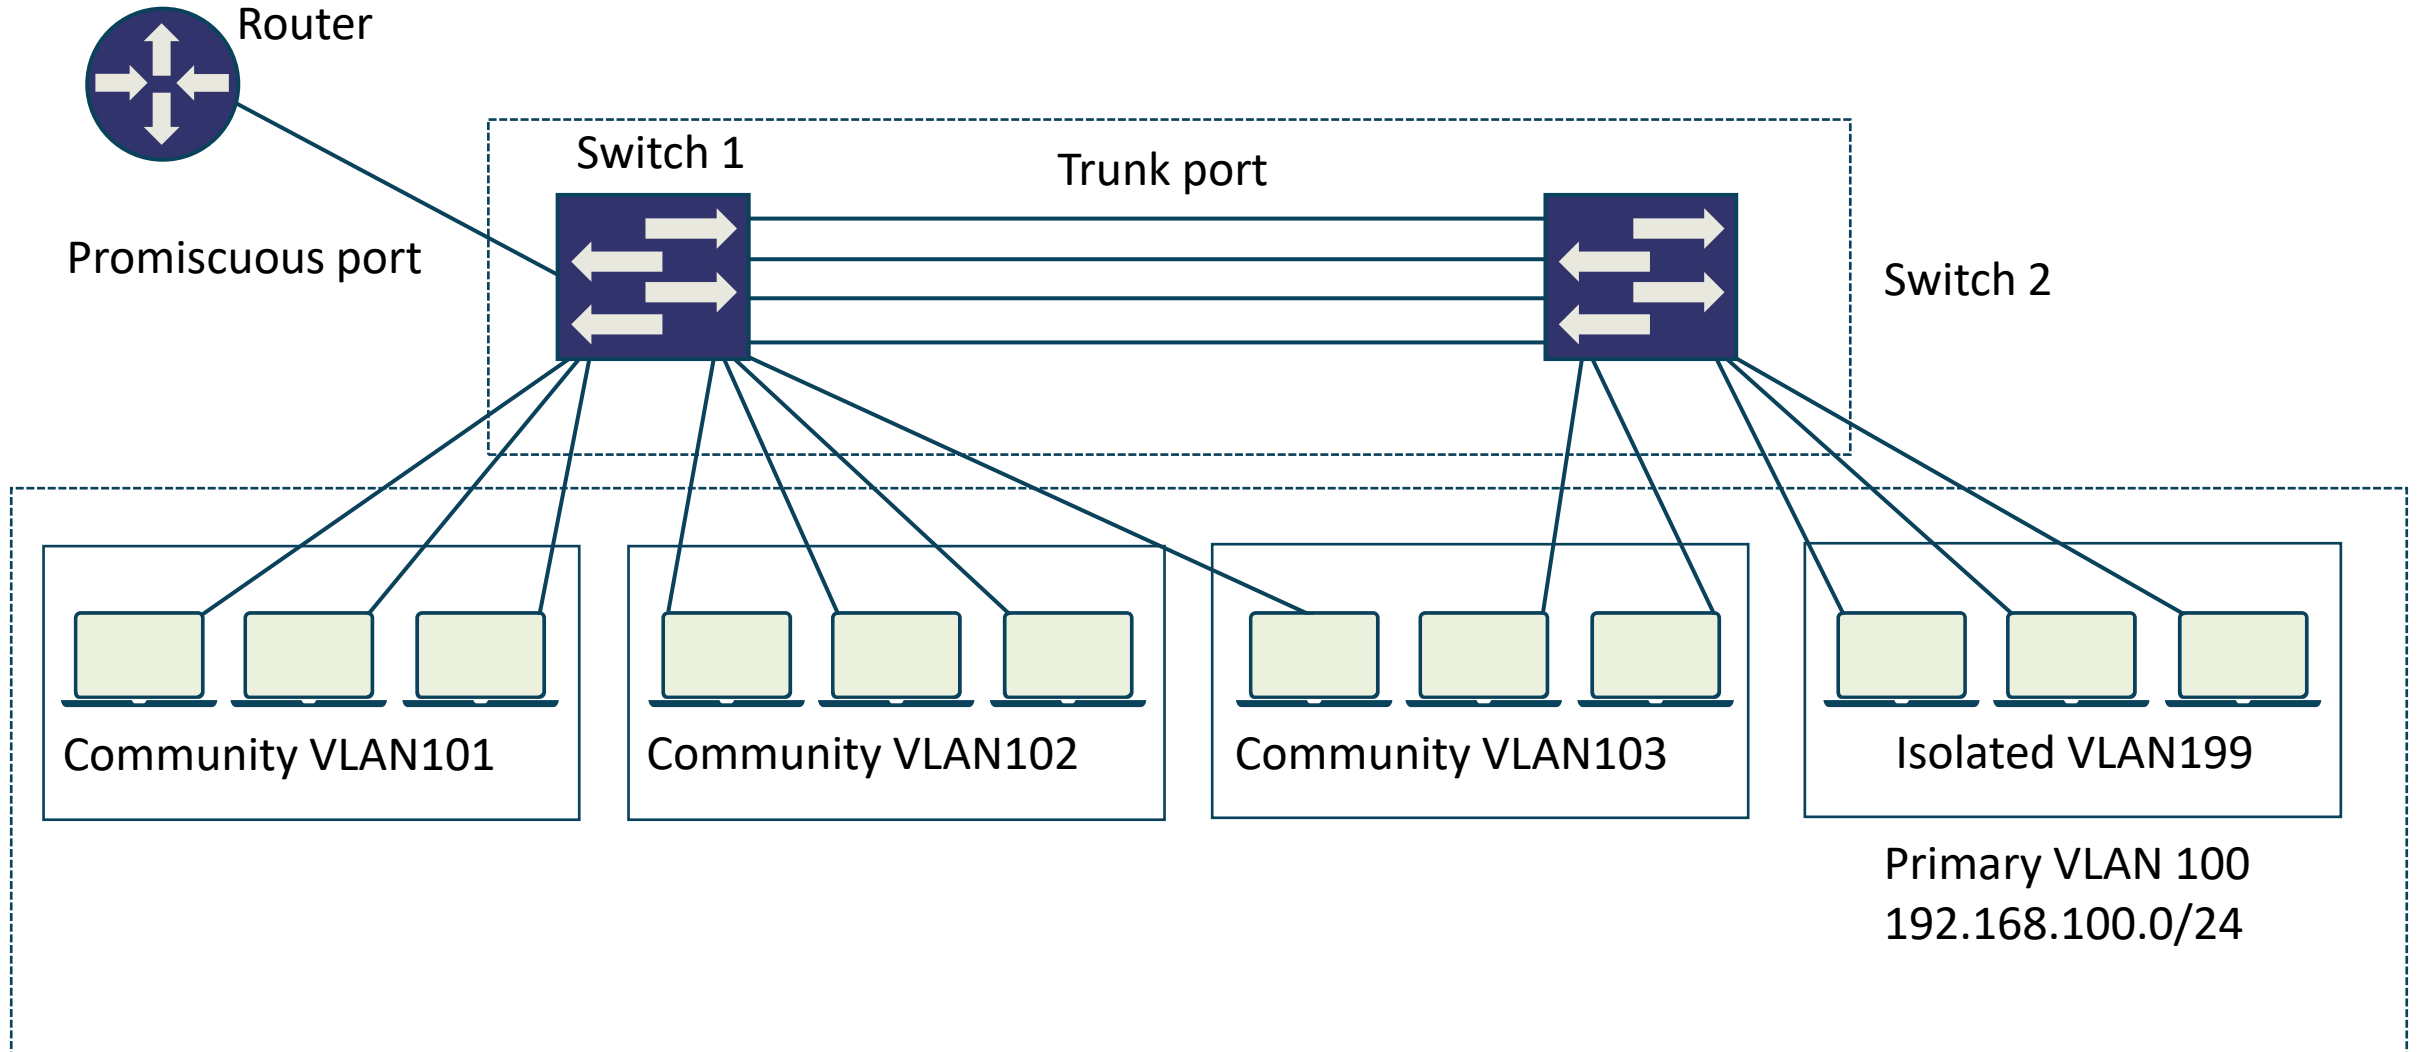 Router
Switch 1
Trunk port
Promiscuous port
Switch 2
Community VLAN101
Community VLAN102
Community VLAN103
Isolated VLAN199
Primary VLAN 100
192.168.100.0/24